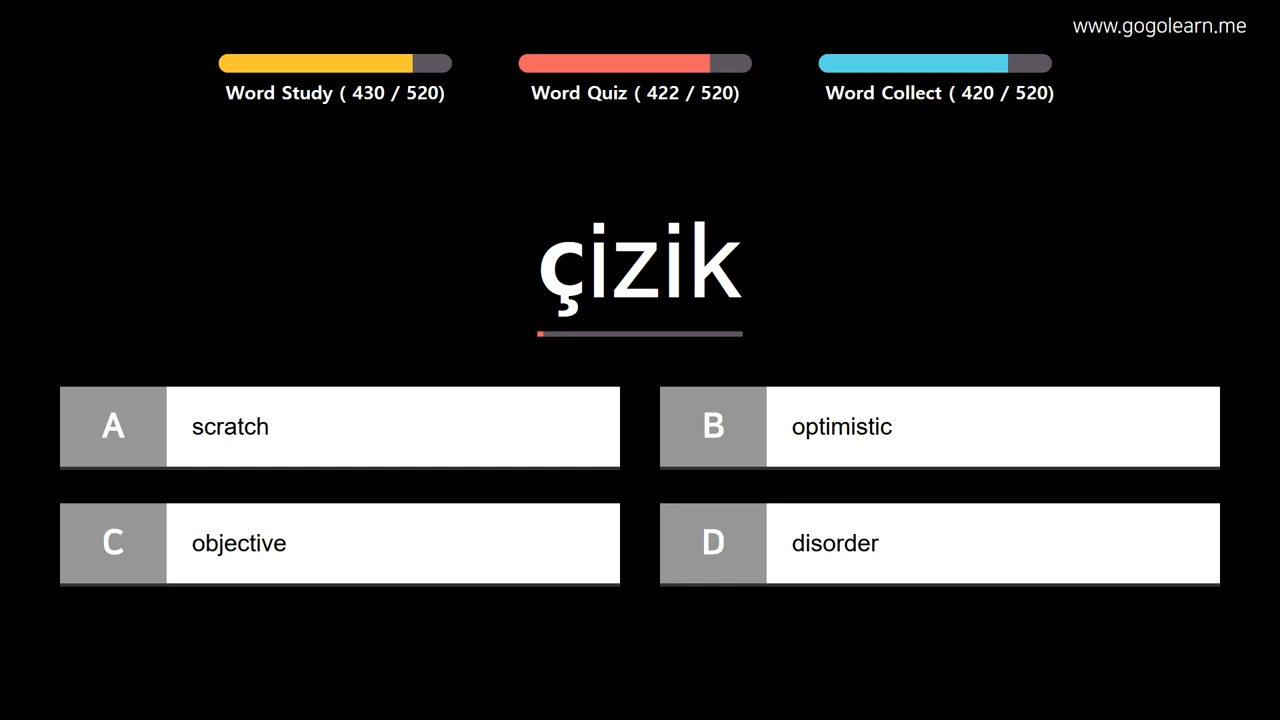 www.gogolearn.me
Word Study ( 430 / 520)
Word Quiz ( 422 / 520)
Word Collect ( 420 / 520)
çizik
A scratch
B optimistic
C objective
D disorder